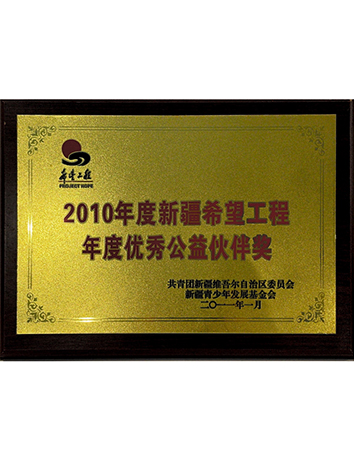 希望工程
PROJECT HOPE
2010年度新疆希望工程
年度优秀公益伙伴奖
共青团新疆维吾尔自治区委员会
新疆青少年发展基金会
二〇一一年一月